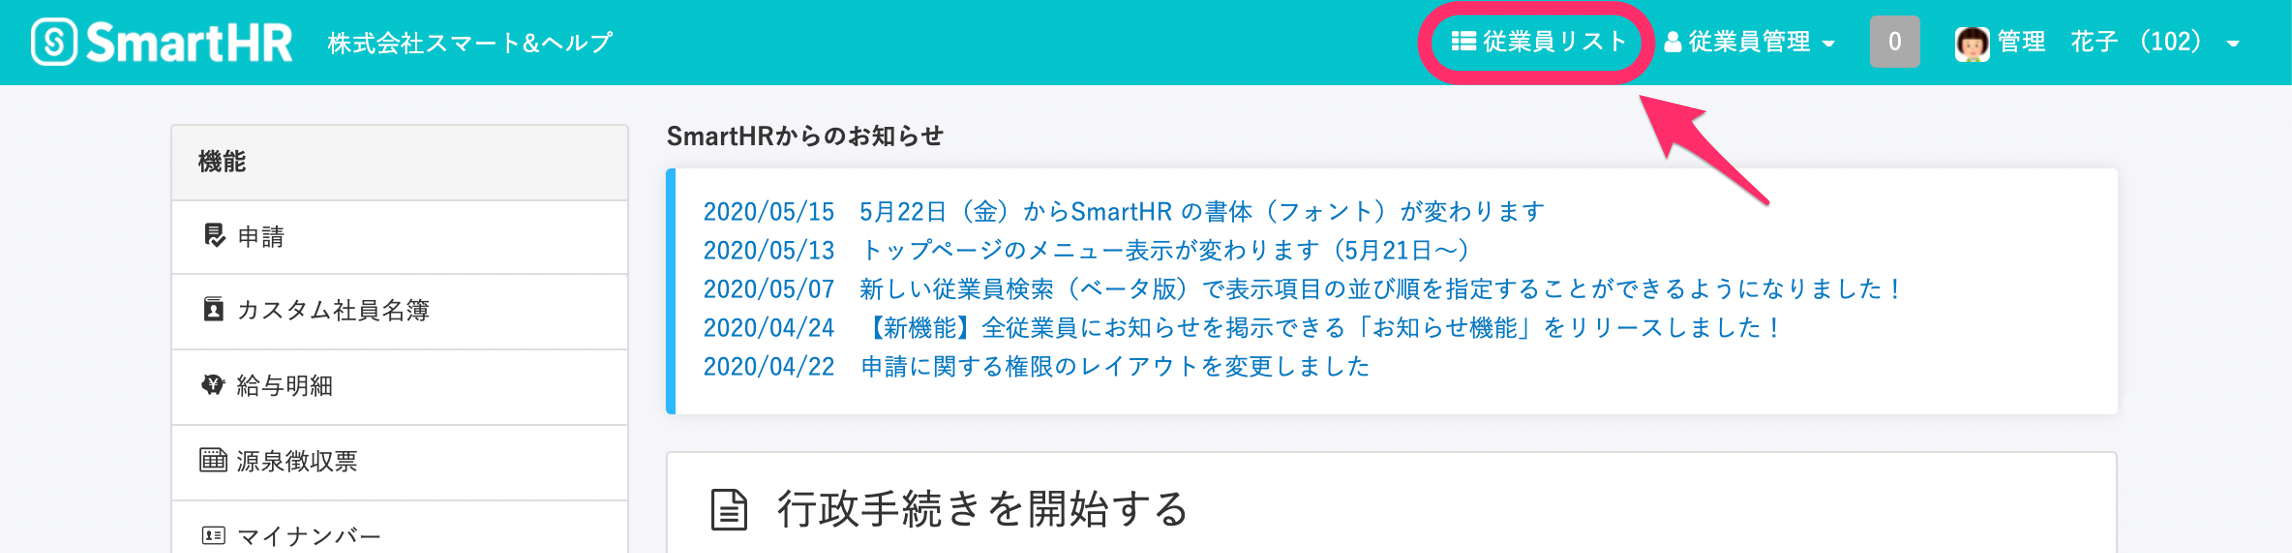 SmartHR 株式会社スマート&ヘルプ 従業員リスト 従業員管理 0 管理 花子 （102）
機能
申請
カスタム社員名簿
給与明細
源泉徴収票
マイナンバー
SmartHRからのお知らせ
2020/05/15 5月22日（金）からSmartHR の書体（フォント）が変わります
2020/05/13 トップページのメニュー表示が変わります（5月21日〜）
2020/05/07 新しい従業員検索（ベータ版）で表示項目の並び順を指定することができるようになりました！
2020/04/24 【新機能】全従業員にお知らせを掲示できる「お知らせ機能」をリリースしました！
2020/04/22 申請に関する権限のレイアウトを変更しました
行政手続きを開始する